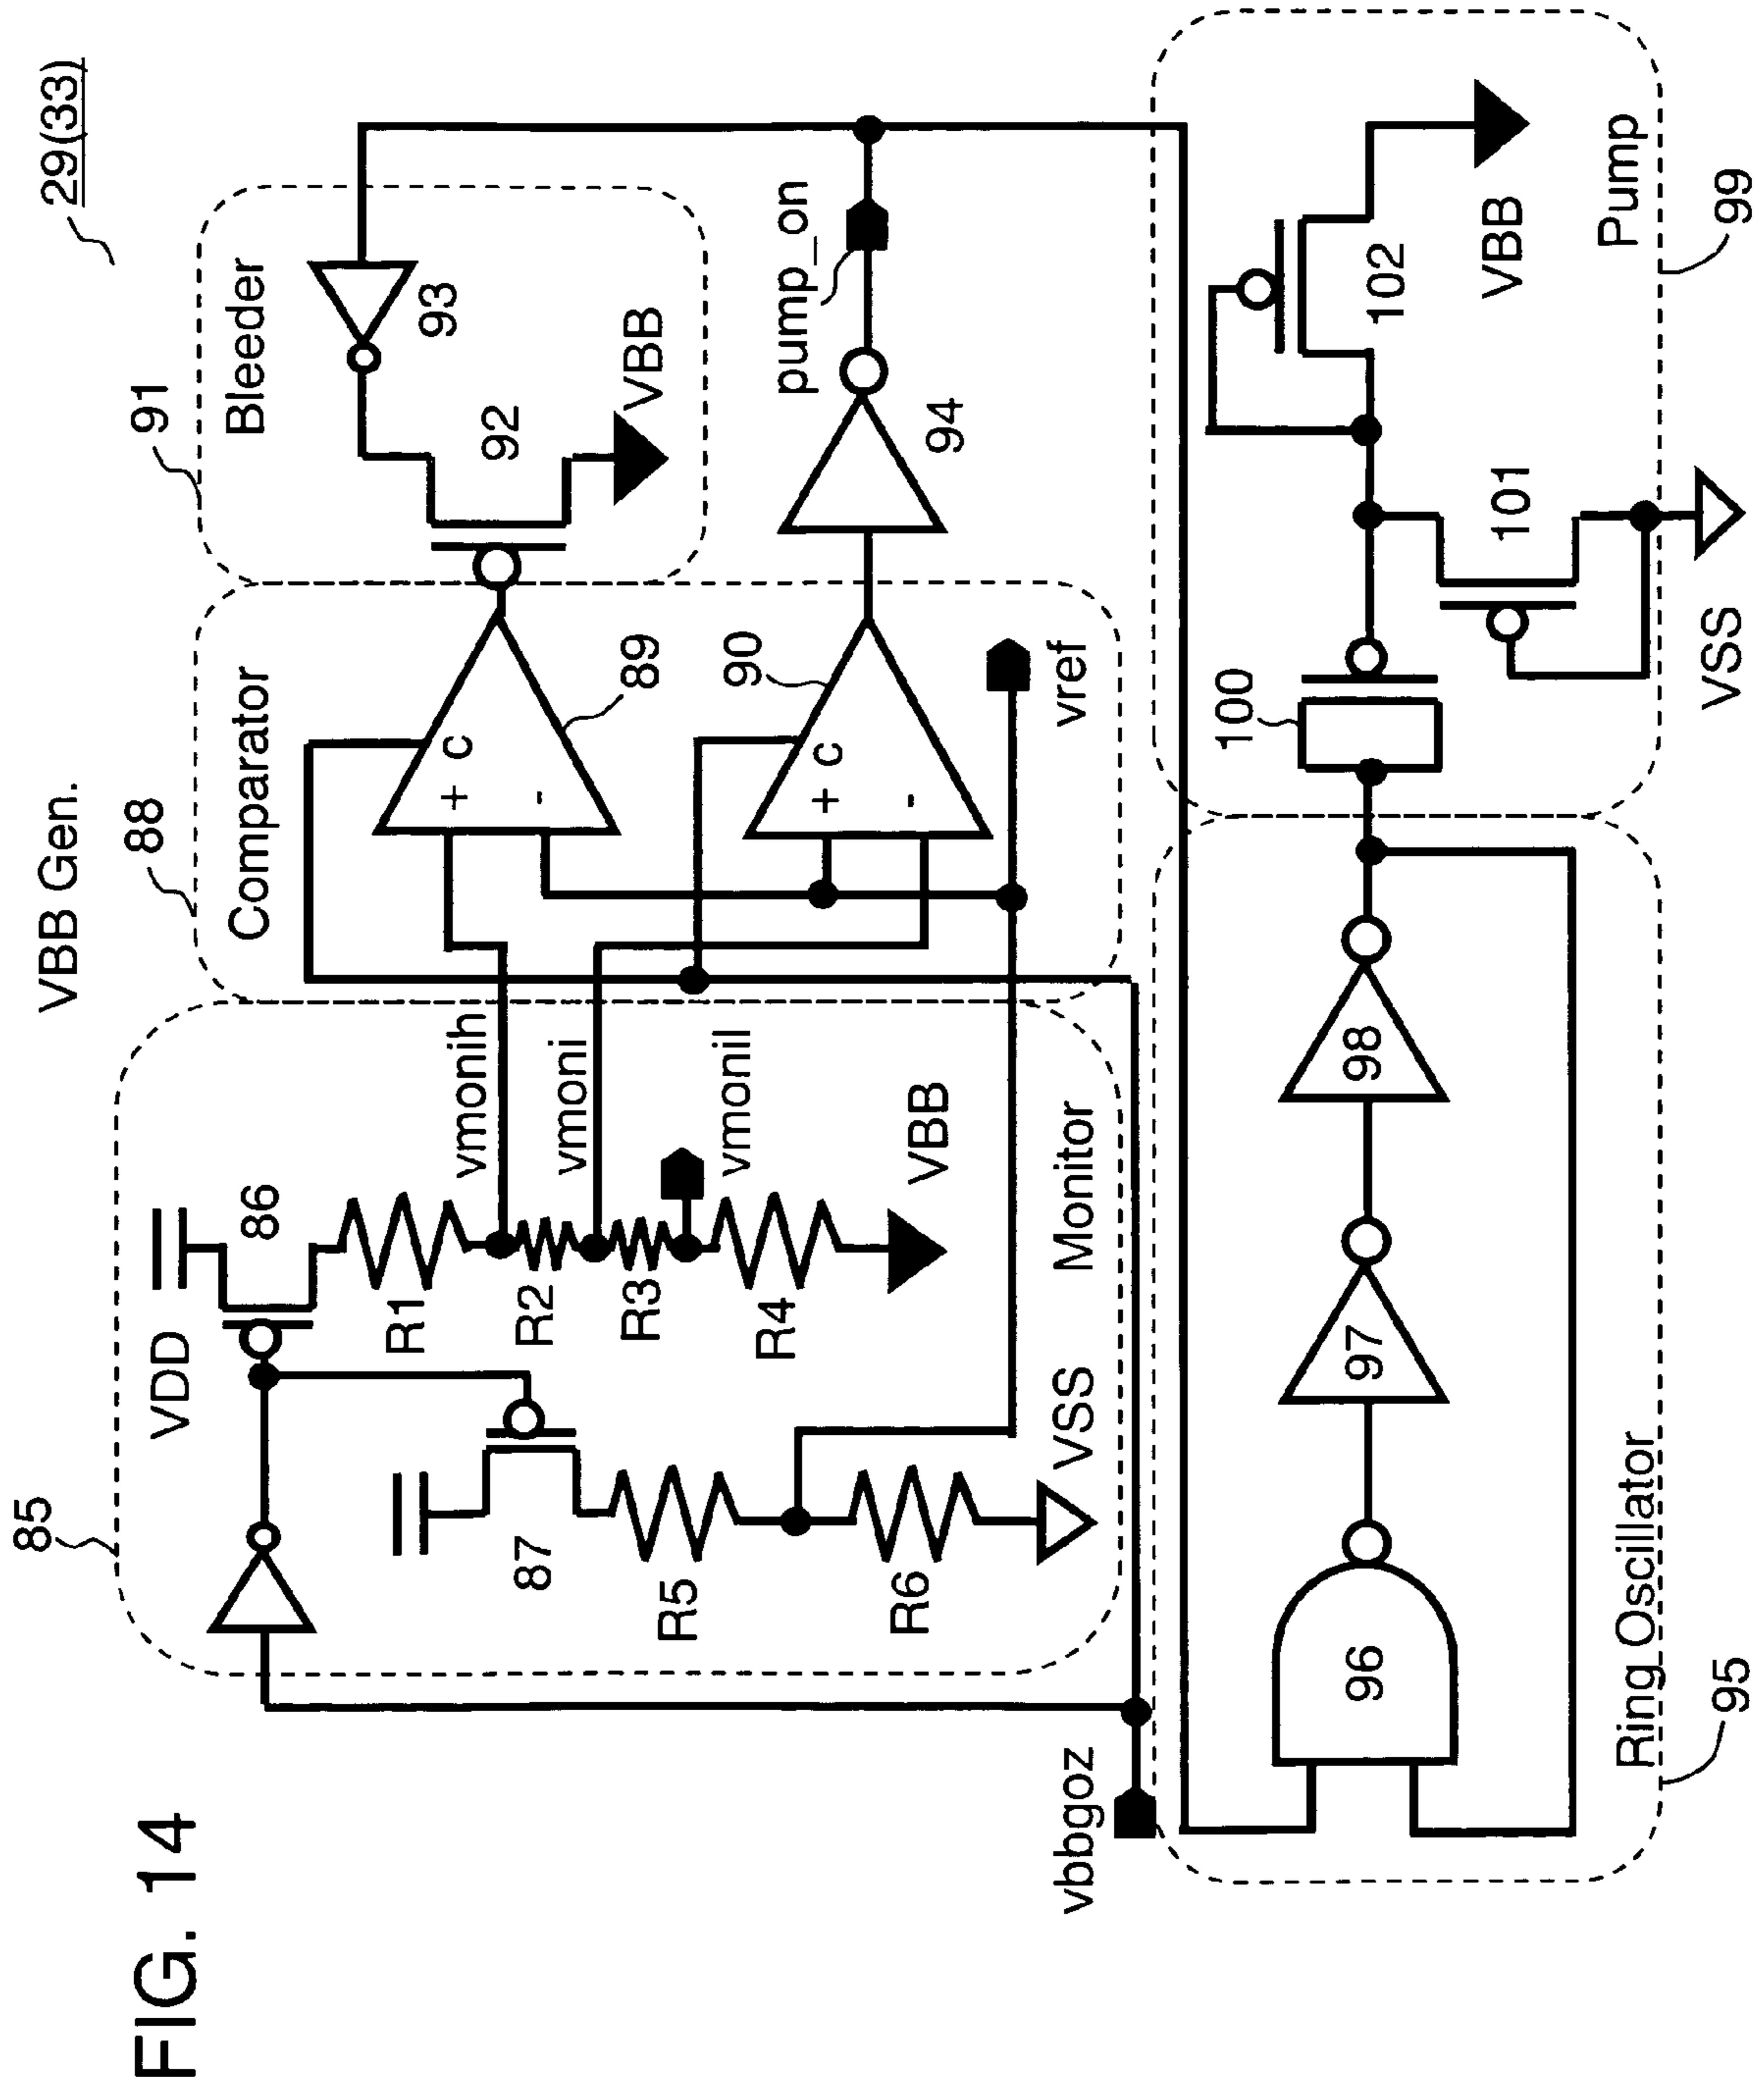 FIG. 14
VBB Gen.
29(33)
85
88
91
Comparator
Bleeder
VDD
86
R1
vmonih
+
c
-
89
92
93
VBB
R2
vmoni
R3
vmonil
R4
VBB
87
R5
R6
VSS
Monitor
90
+
c
-
vref
94
pump_on
vbbgoz
96
97
98
Ring Oscillator
95
100
101
VSS
102
VBB
Pump
99